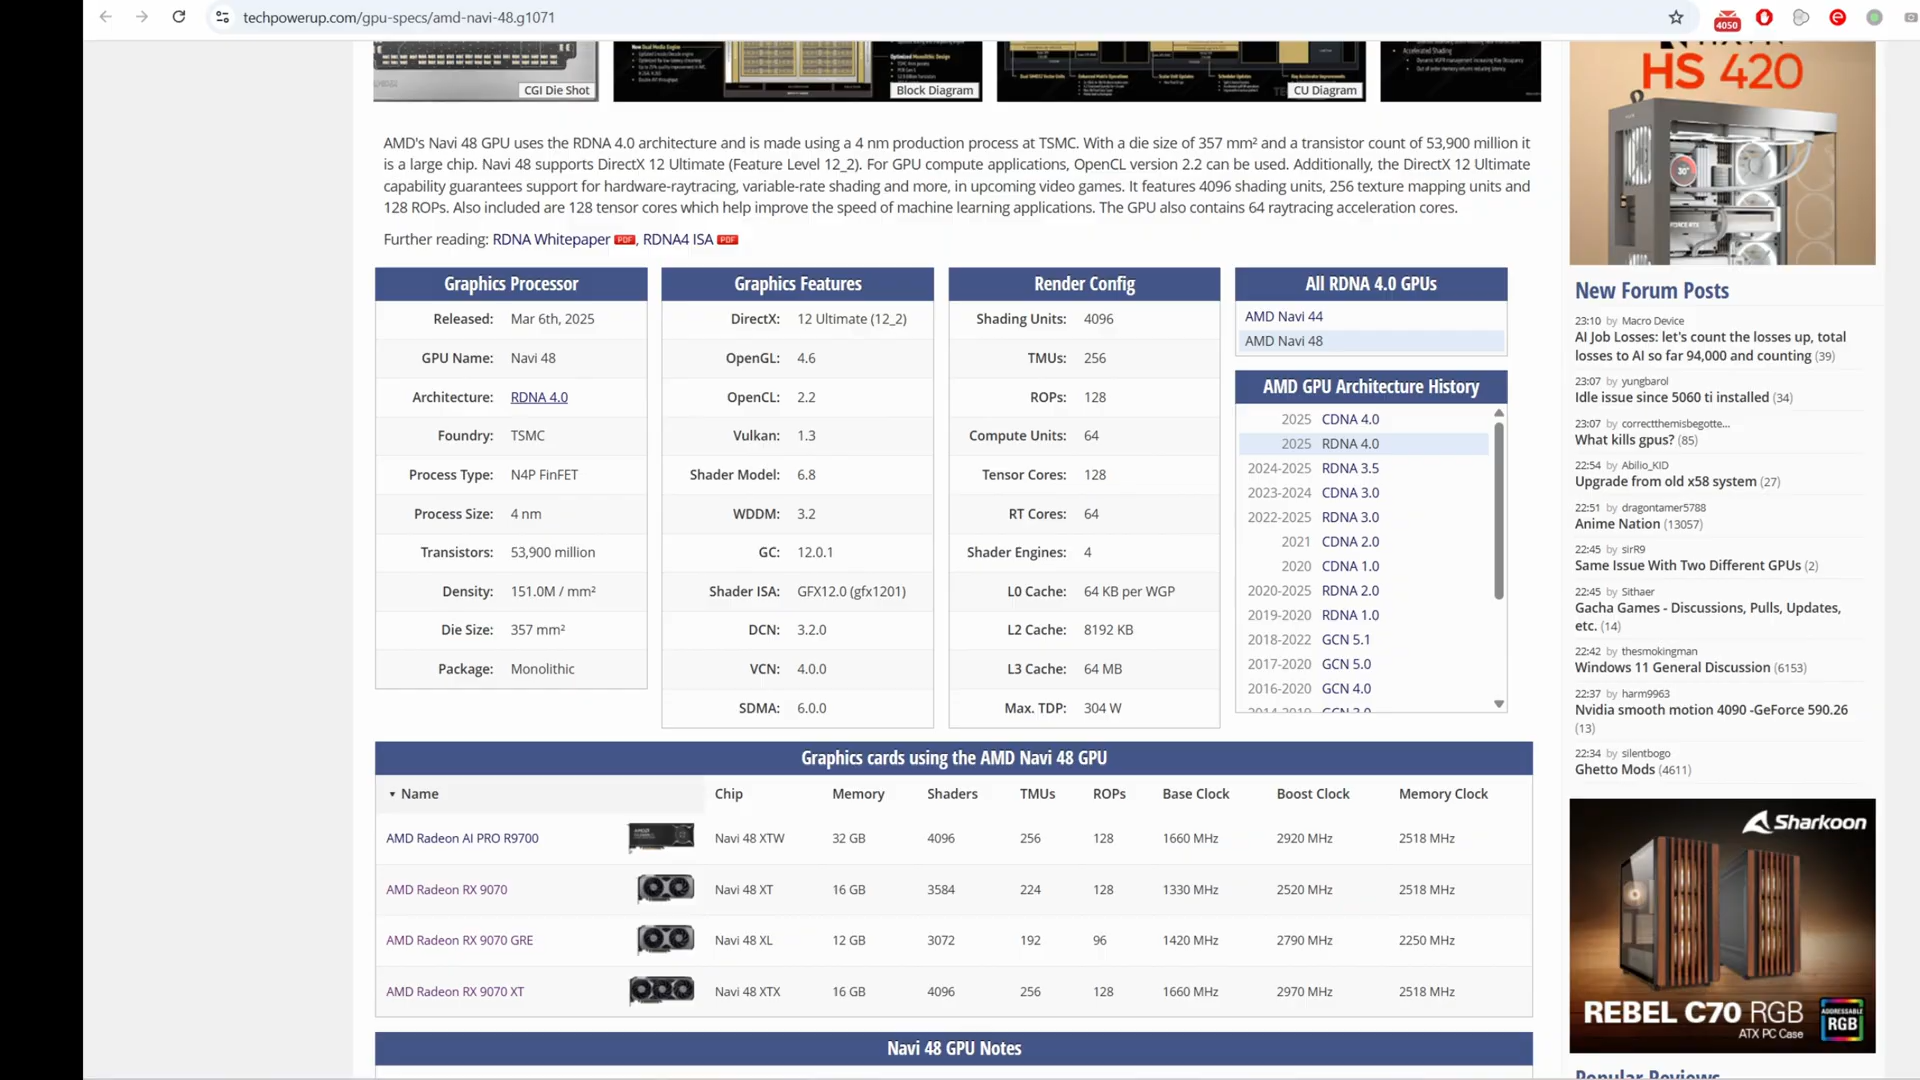 techpowerup.com/gpu-specs/amd-navi-48.g1071
4050
CGI Die Shot
Block Diagram
CU Diagram
HS 420
AMD's Navi 48 GPU uses the RDNA 4.0 architecture and is made using a 4 nm production process at TSMC. With a die size of 357 mm² and a transistor count of 53,900 million it
is a large chip. Navi 48 supports DirectX 12 Ultimate (Feature Level 12_2). For GPU compute applications, OpenCL version 2.2 can be used. Additionally, the DirectX 12 Ultimate
capability guarantees support for hardware-raytracing, variable-rate shading and more, in upcoming video games. It features 4096 shading units, 256 texture mapping units and
128 ROPs. Also included are 128 tensor cores which help improve the speed of machine learning applications. The GPU also contains 64 raytracing acceleration cores.
Further reading: RDNA Whitepaper PDF, RDNA4 ISA PDF
Graphics Processor
Released: Mar 6th, 2025
GPU Name: Navi 48
Architecture: RDNA 4.0
Foundry: TSMC
Process Type: N4P FinFET
Process Size: 4 nm
Transistors: 53,900 million
Density: 151.0M / mm²
Die Size: 357 mm²
Package: Monolithic
Graphics Features
DirectX: 12 Ultimate (12_2)
OpenGL: 4.6
OpenCL: 2.2
Vulkan: 1.3
Shader Model: 6.8
WDDM: 3.2
GC: 12.0.1
Shader ISA: GFX12.0 (gfx1201)
DCN: 3.2.0
VCN: 4.0.0
SDMA: 6.0.0
Render Config
Shading Units: 4096
TMUs: 256
ROPs: 128
Compute Units: 64
Tensor Cores: 128
RT Cores: 64
Shader Engines: 4
L0 Cache: 64 KB per WGP
L2 Cache: 8192 KB
L3 Cache: 64 MB
Max. TDP: 304 W
All RDNA 4.0 GPUs
AMD Navi 44
AMD Navi 48
AMD GPU Architecture History
2025 CDNA 4.0
2025 RDNA 4.0
2024-2025 RDNA 3.5
2023-2024 CDNA 3.0
2022-2025 RDNA 3.0
2021 CDNA 2.0
2020 CDNA 1.0
2020-2025 RDNA 2.0
2019-2020 RDNA 1.0
2018-2022 GCN 5.1
2017-2020 GCN 5.0
2016-2020 GCN 4.0
2014-2019 GCN 3.0
Graphics cards using the AMD Navi 48 GPU
Name Chip Memory Shaders TMUs ROPs Base Clock Boost Clock Memory Clock
AMD Radeon AI PRO R9700 Navi 48 XTW 32 GB 4096 256 128 1660 MHz 2920 MHz 2518 MHz
AMD Radeon RX 9070 Navi 48 XT 16 GB 3584 224 128 1330 MHz 2520 MHz 2518 MHz
AMD Radeon RX 9070 GRE Navi 48 XL 12 GB 3072 192 96 1420 MHz 2790 MHz 2250 MHz
AMD Radeon RX 9070 XT Navi 48 XTX 16 GB 4096 256 128 1660 MHz 2970 MHz 2518 MHz
Navi 48 GPU Notes
New Forum Posts
23:10 by Macro Device
AI Job Losses: let's count the losses up, total
losses to AI so far 94,000 and counting (39)
23:07 by yungbarol
Idle issue since 5060 ti installed (34)
23:07 by correctthemisbegotte...
What kills gpus? (85)
22:54 by Abilio_KID
Upgrade from old x58 system (27)
22:51 by dragontamer5788
Anime Nation (13057)
22:45 by sirR9
Same Issue With Two Different GPUs (2)
22:45 by Sithaer
Gacha Games - Discussions, Pulls, Updates,
etc. (14)
22:42 by thesmokingman
Windows 11 General Discussion (6153)
22:37 by harm9963
Nvidia smooth motion 4090 -GeForce 590.26
(13)
22:34 by silentbogo
Ghetto Mods (4611)
Sharkoon
REBEL C70 RGB
ATX PC Case
ADDRESSABLE
RGB
Popular Reviews